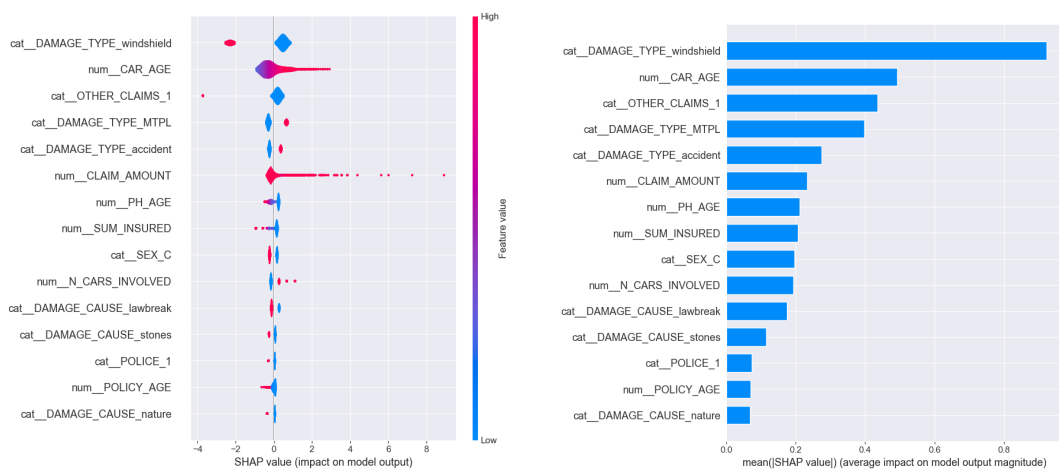 High
cat__DAMAGE_TYPE_windshield
num__CAR_AGE
cat__OTHER_CLAIMS_1
cat__DAMAGE_TYPE_MTPL
cat__DAMAGE_TYPE_accident
num__CLAIM_AMOUNT
num__PH_AGE
num__SUM_INSURED
cat__SEX_C
num__N_CARS_INVOLVED
cat__DAMAGE_CAUSE_lawbreak
cat__DAMAGE_CAUSE_stones
cat__POLICE_1
num__POLICY_AGE
cat__DAMAGE_CAUSE_nature
Feature value
Low
−4 −2 0 2 4 6 8
SHAP value (impact on model output)
cat__DAMAGE_TYPE_windshield
num__CAR_AGE
cat__OTHER_CLAIMS_1
cat__DAMAGE_TYPE_MTPL
cat__DAMAGE_TYPE_accident
num__CLAIM_AMOUNT
num__PH_AGE
num__SUM_INSURED
cat__SEX_C
num__N_CARS_INVOLVED
cat__DAMAGE_CAUSE_lawbreak
cat__DAMAGE_CAUSE_stones
cat__POLICE_1
num__POLICY_AGE
cat__DAMAGE_CAUSE_nature
0.0 0.2 0.4 0.6 0.8
mean(|SHAP value|) (average impact on model output magnitude)